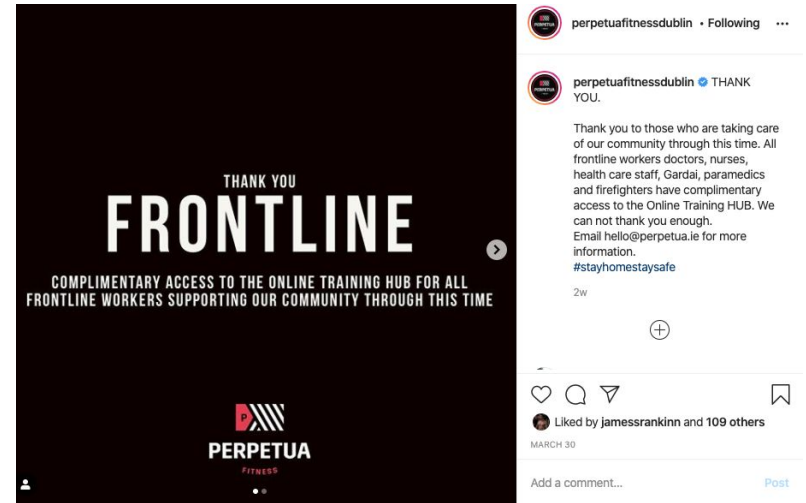 THANK YOU
FRONTLINE
COMPLIMENTARY ACCESS TO THE ONLINE TRAINING HUB FOR ALL
FRONTLINE WORKERS SUPPORTING OUR COMMUNITY THROUGH THIS TIME
P
PERPETUA
FITNESS
perpetuafitnessdublin • Following
perpetuafitnessdublin THANK
YOU.
Thank you to those who are taking care
of our community through this time. All
frontline workers doctors, nurses,
health care staff, Gardai, paramedics
and firefighters have complimentary
access to the Online Training HUB. We
can not thank you enough.
Email hello@perpetua.ie for more
information.
#stayhomestaysafe
2w
Liked by jamessrankinn and 109 others
MARCH 30
Add a comment...
Post